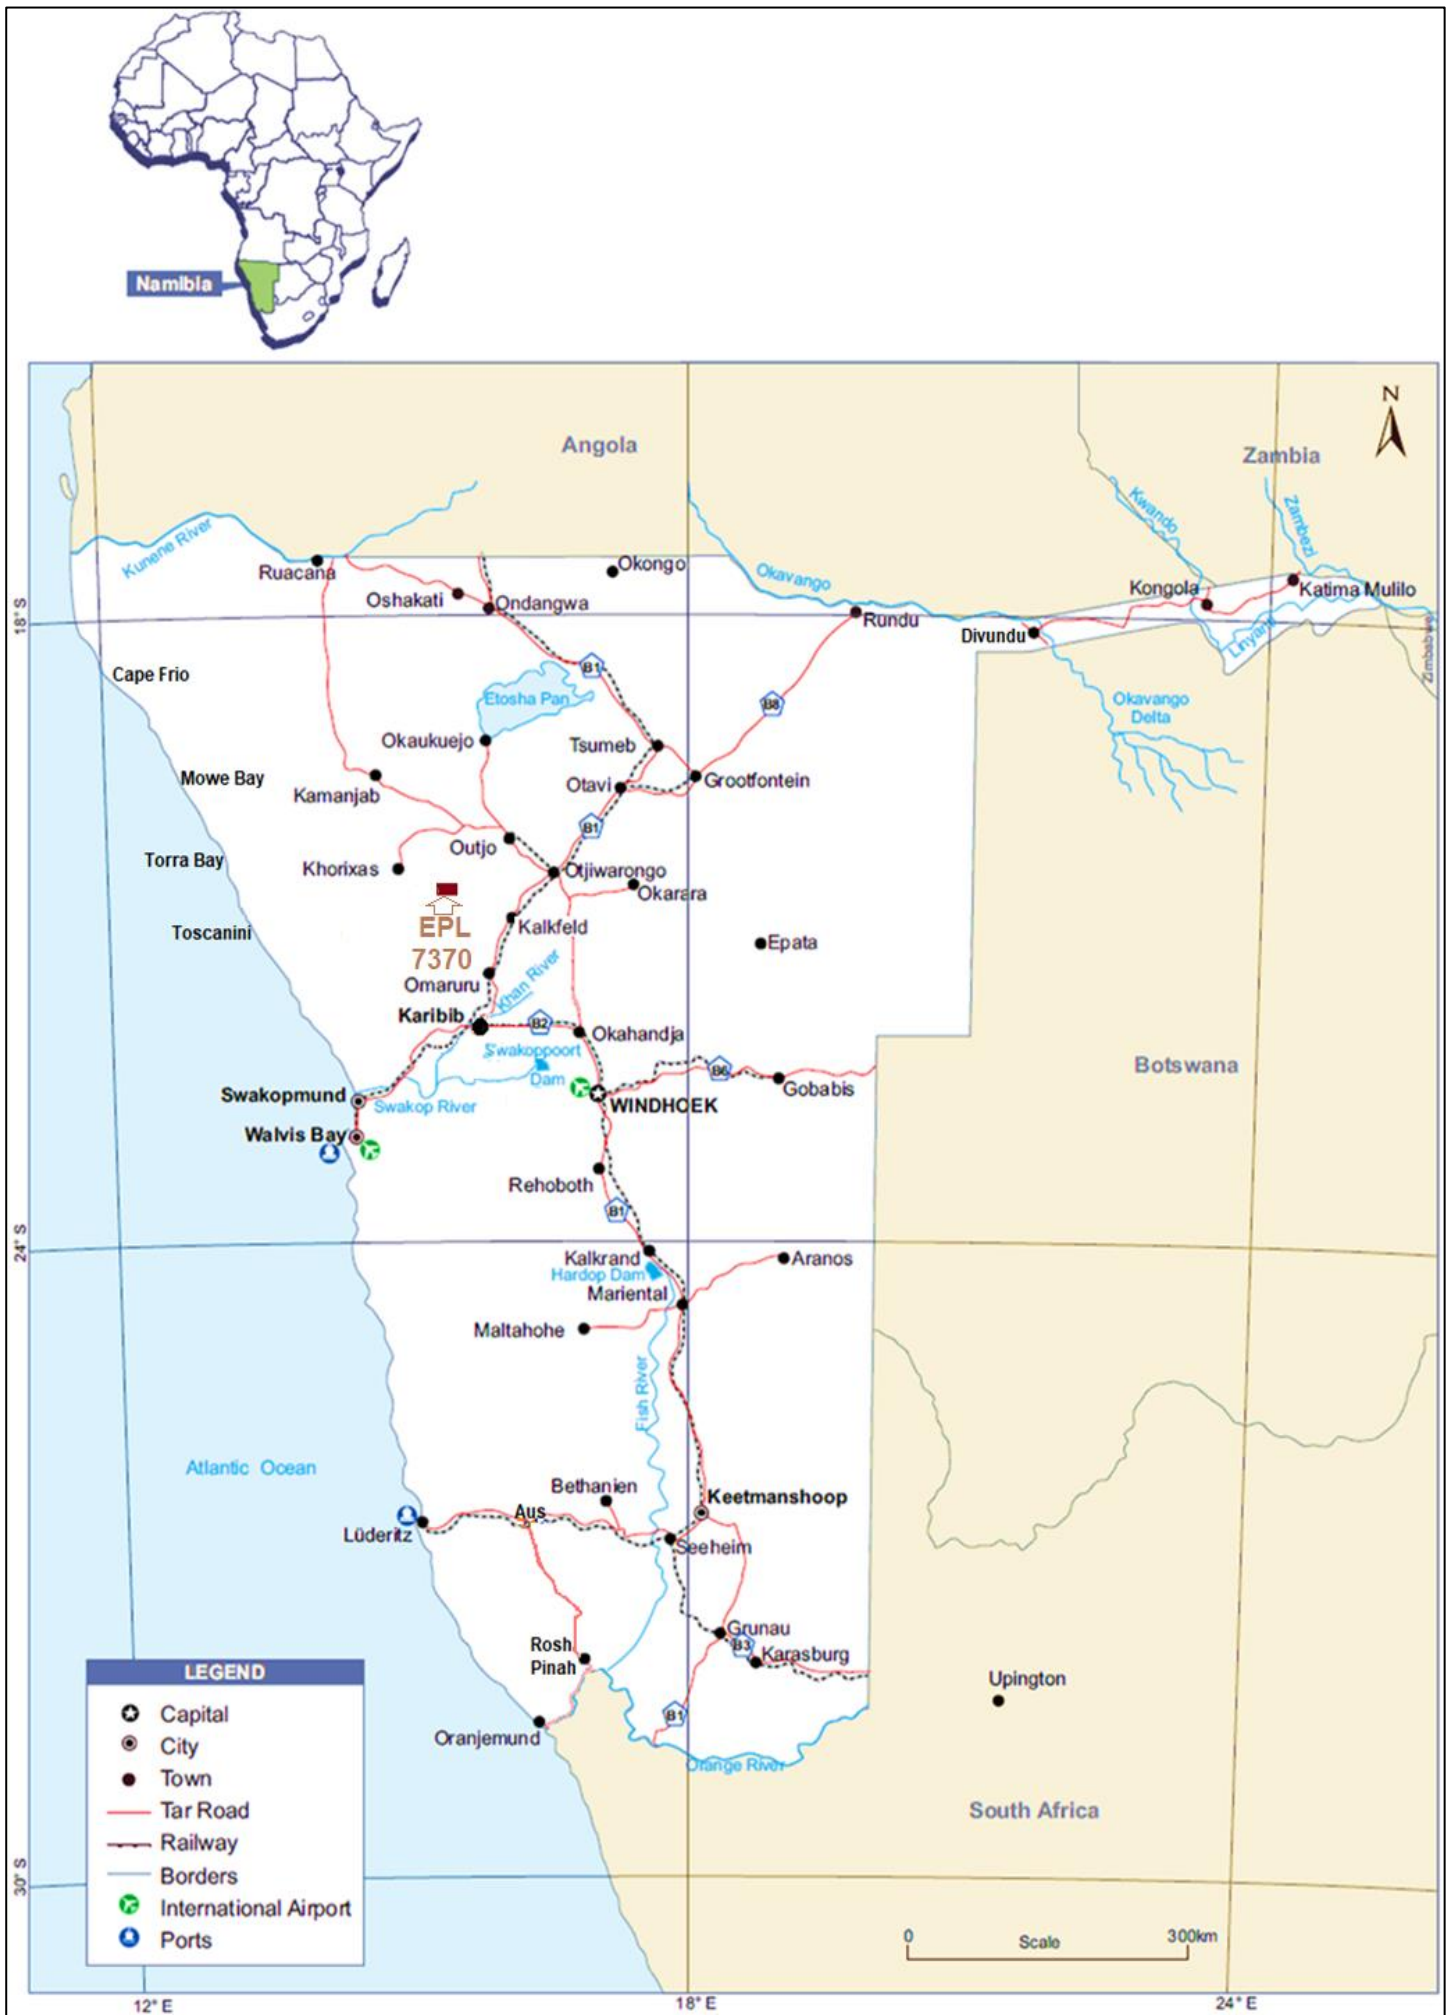 Namibia
Angola
N
Zambia
Kwando
Zambezi
Kunene River
Ruacana
Okongo
Okavango
Oshakati
Ondangwa
Kongola
Katima Mulilo
18° S
Rundu
Divundu
Linyanti
Zimbabwe
Cape Frio
B1
Etosha Pan
B8
Okavango
Delta
Okaukuejo
Tsumeb
Mowe Bay
Kamanjab
Otavi
Grootfontein
B1
Outjo
Torra Bay
Khorixas
Otjiwarongo
Okarara
EPL
7370
Kalkfeld
Toscanini
Epata
Omaruru
Khan River
Karibib
B2
Okahandja
Swakoppoort
Dam
B6
Botswana
Gobabis
Swakopmund
Swakop River
WINDHOEK
Walvis Bay
Rehoboth
B1
24° S
Kalkrand
Aranos
Hardop Dam
Mariental
Maltahohe
Fish River
Atlantic Ocean
Bethanien
Keetmanshoop
Aus
Lüderitz
Seeheim
Grunau
B3
Karasburg
Rosh
Pinah
Upington
B1
Oranjemund
Orange River
South Africa
30° S
LEGEND
Capital
City
Town
Tar Road
Railway
Borders
International Airport
Ports
0
Scale
300km
12° E
18° E
24° E